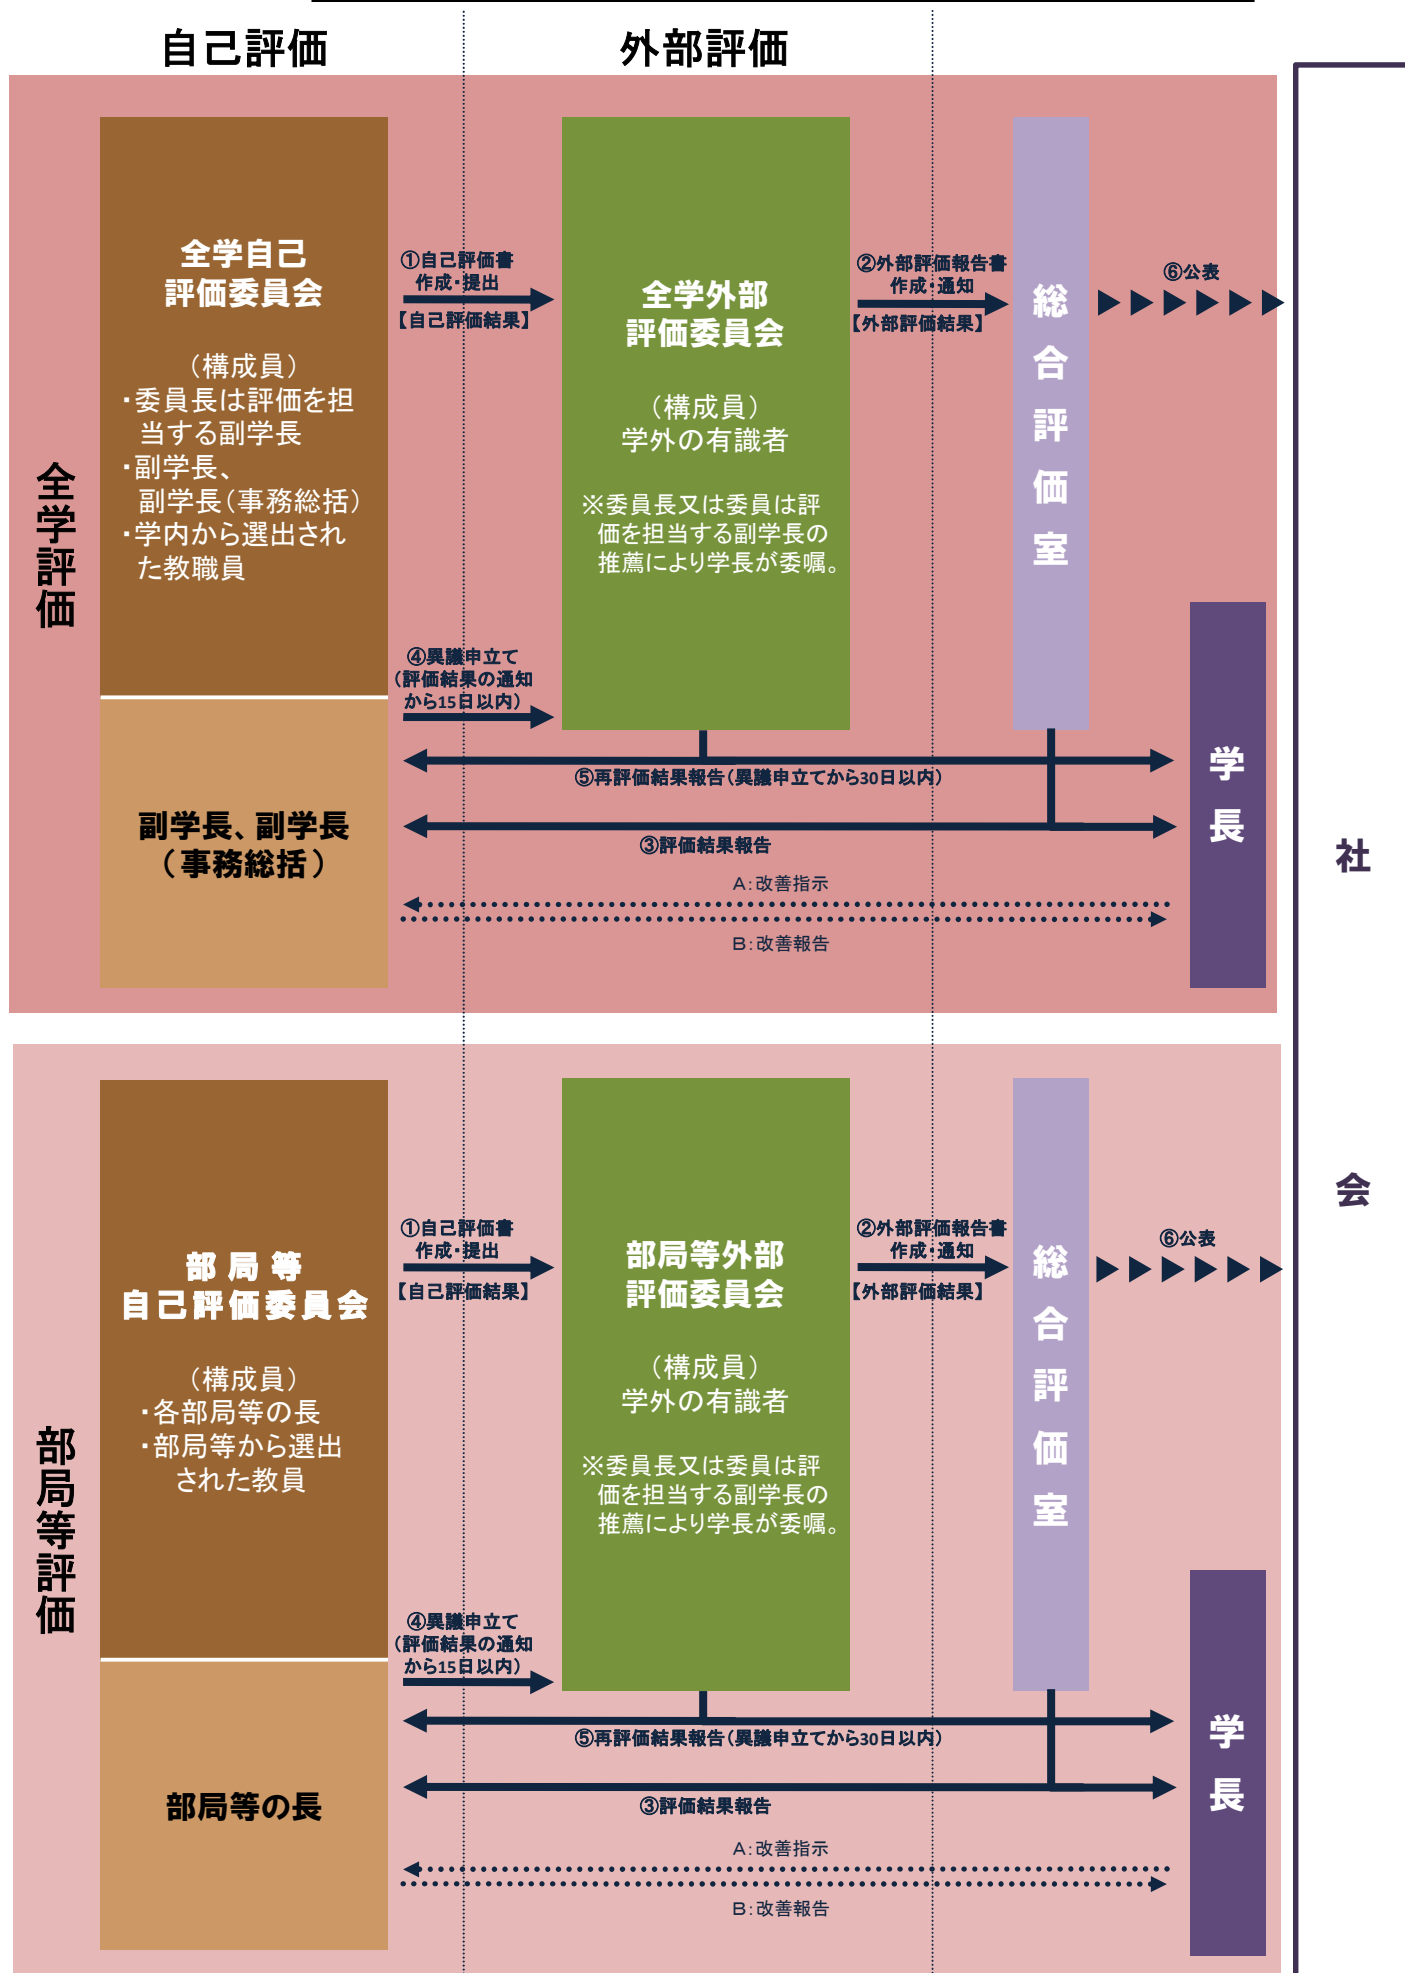 自己評価
外部評価
全学評価
全学自己
評価委員会
（構成員）
・委員長は評価を担
当する副学長
・副学長、
副学長（事務総括）
・学内から選出され
た教職員
①自己評価書
作成・提出
【自己評価結果】
全学外部
評価委員会
（構成員）
学外の有識者
※委員長又は委員は評
価を担当する副学長の
推薦により学長が委嘱。
②外部評価報告書
作成・通知
【外部評価結果】
総合評価室
⑥公表
④異議申立て
（評価結果の通知
から15日以内）
⑤再評価結果報告（異議申立てから30日以内）
副学長、副学長
（事務総括）
③評価結果報告
A：改善指示
B：改善報告
学長
社会
部局等評価
部局等
自己評価委員会
（構成員）
・各部局等の長
・部局等から選出
された教員
①自己評価書
作成・提出
【自己評価結果】
部局等外部
評価委員会
（構成員）
学外の有識者
※委員長又は委員は評
価を担当する副学長の
推薦により学長が委嘱。
②外部評価報告書
作成・通知
【外部評価結果】
総合評価室
⑥公表
④異議申立て
（評価結果の通知
から15日以内）
⑤再評価結果報告（異議申立てから30日以内）
部局等の長
③評価結果報告
A：改善指示
B：改善報告
学長